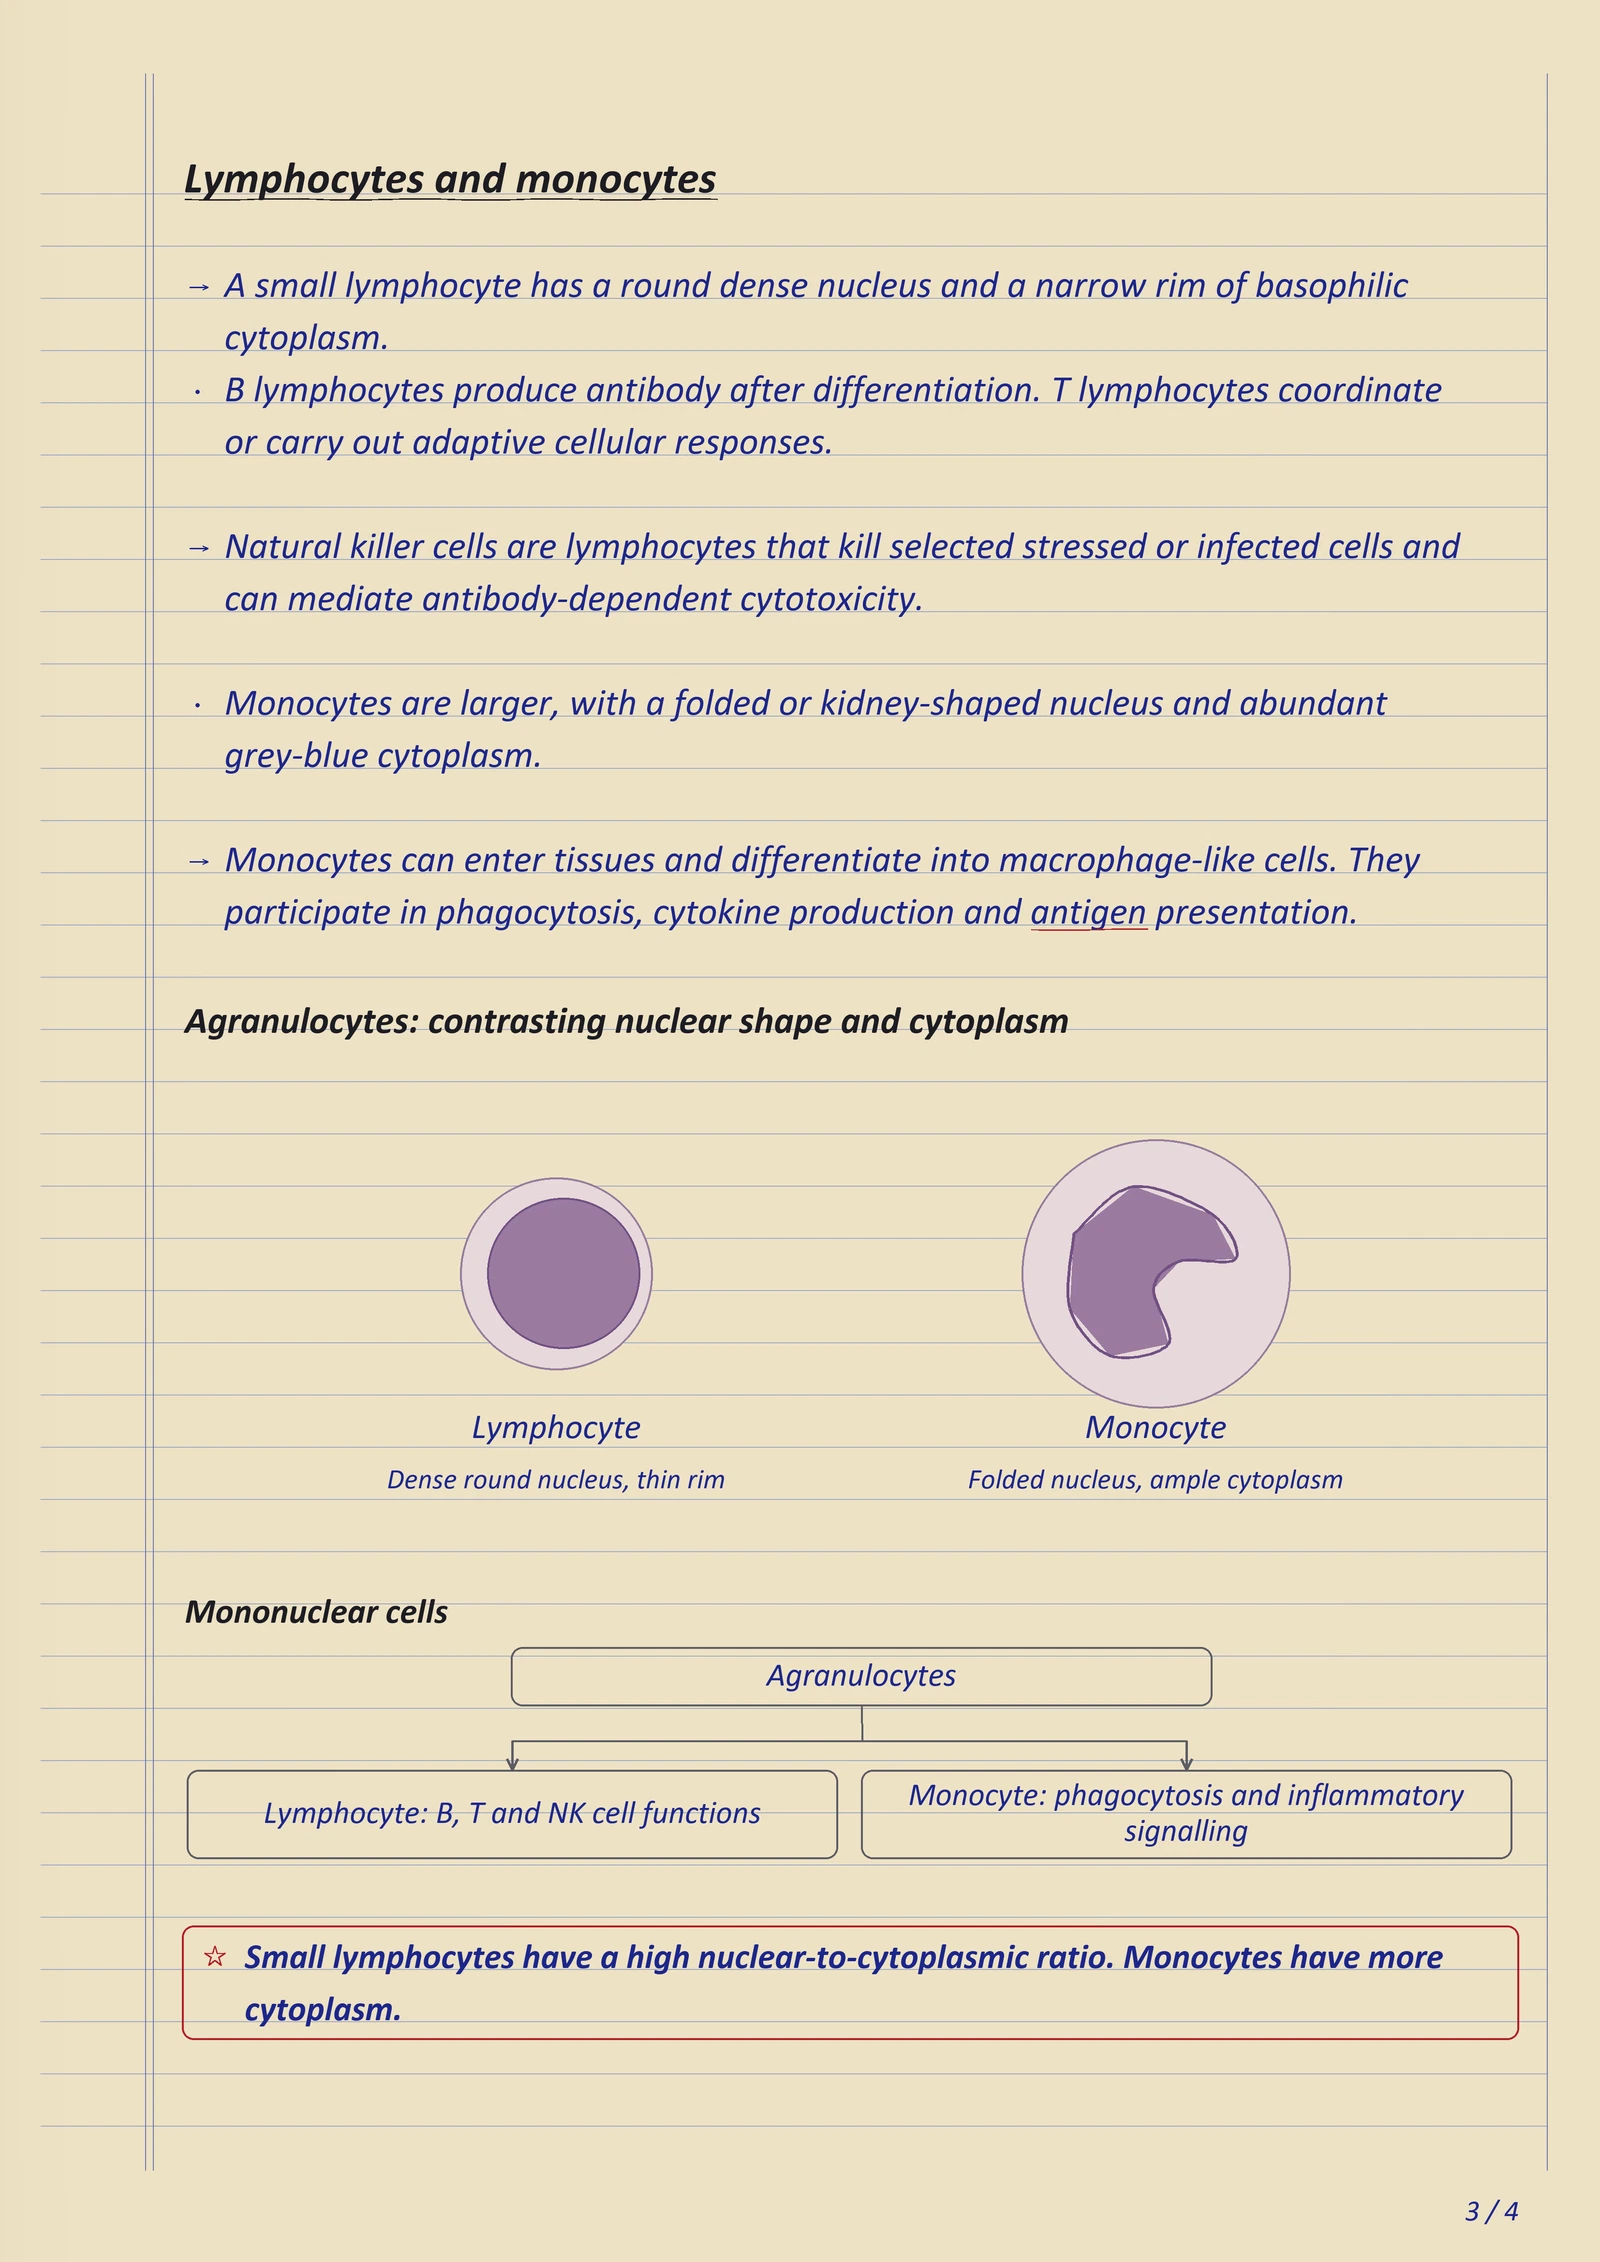 Lymphocytes and monocytes
→ A small lymphocyte has a round dense nucleus and a narrow rim of basophilic
cytoplasm.
· B lymphocytes produce antibody after differentiation. T lymphocytes coordinate
or carry out adaptive cellular responses.
→ Natural killer cells are lymphocytes that kill selected stressed or infected cells and
can mediate antibody-dependent cytotoxicity.
· Monocytes are larger, with a folded or kidney-shaped nucleus and abundant
grey-blue cytoplasm.
→ Monocytes can enter tissues and differentiate into macrophage-like cells. They
participate in phagocytosis, cytokine production and antigen presentation.
Agranulocytes: contrasting nuclear shape and cytoplasm
Lymphocyte
Dense round nucleus, thin rim
Monocyte
Folded nucleus, ample cytoplasm
Mononuclear cells
Agranulocytes
Lymphocyte: B, T and NK cell functions
Monocyte: phagocytosis and inflammatory
signalling
☆ Small lymphocytes have a high nuclear-to-cytoplasmic ratio. Monocytes have more
cytoplasm.
3 / 4